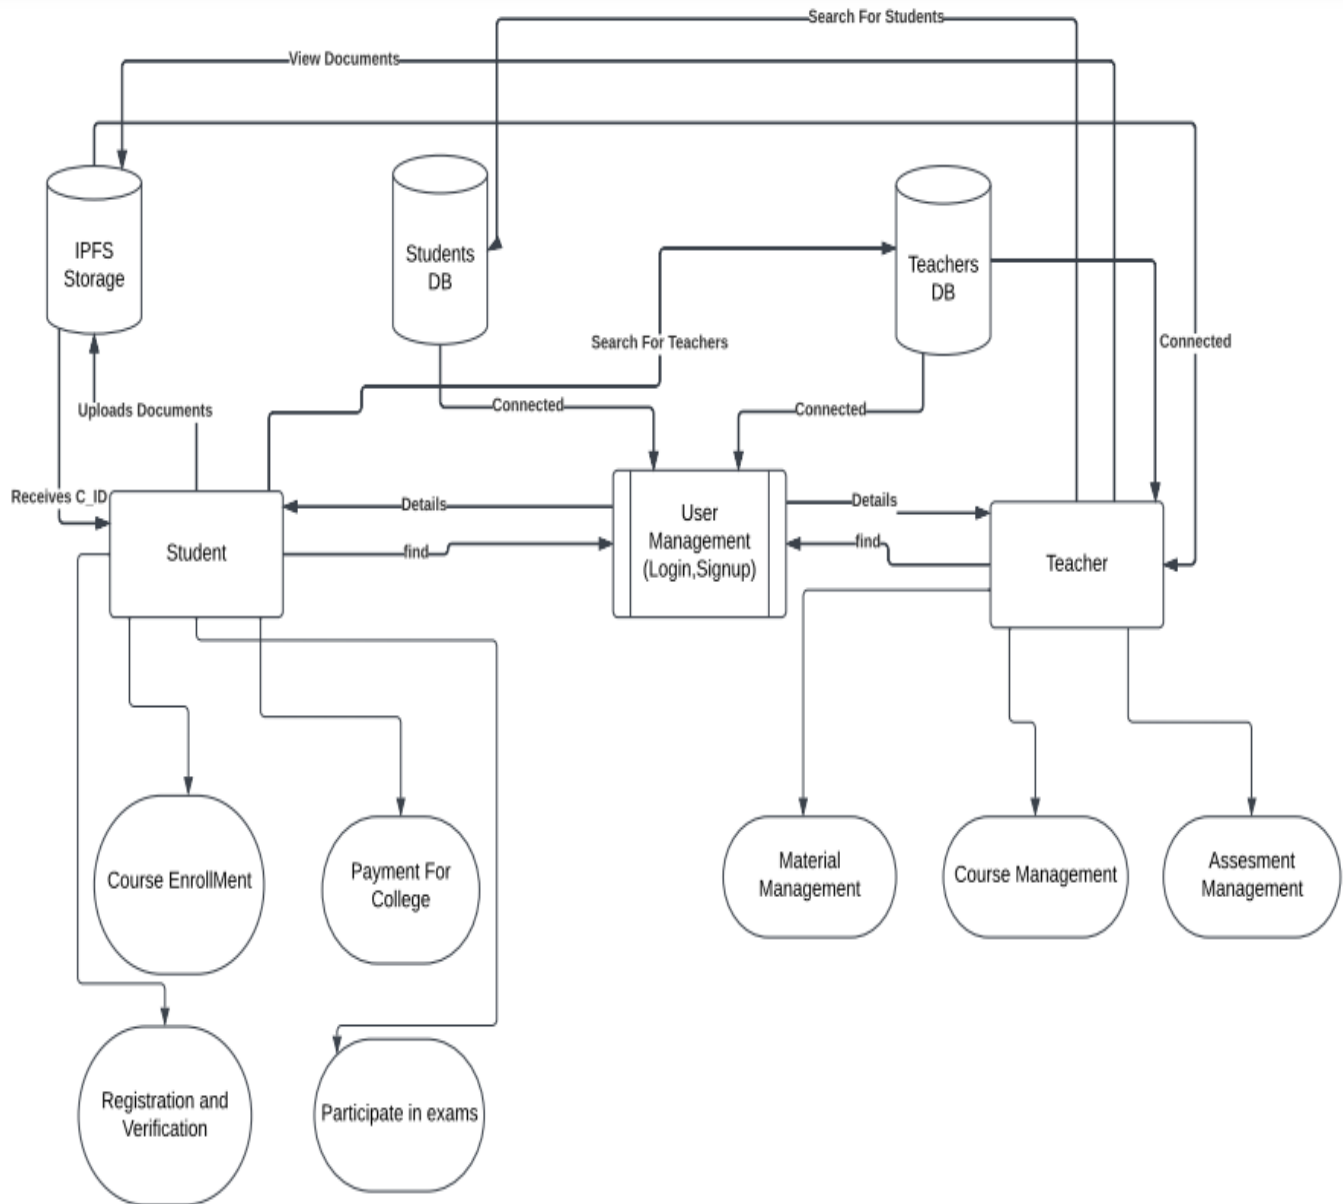 Search For Students
View Documents
IPFS
Storage
Students
DB
Teachers
DB
Search For Teachers
Connected
Uploads Documents
Connected
Connected
Receives C_ID
Details
Details
User
Management
(Login,Signup)
Student
find
find
Teacher
Course EnrollMent
Payment For
College
Material
Management
Course Management
Assesment
Management
Registration and
Verification
Participate in exams